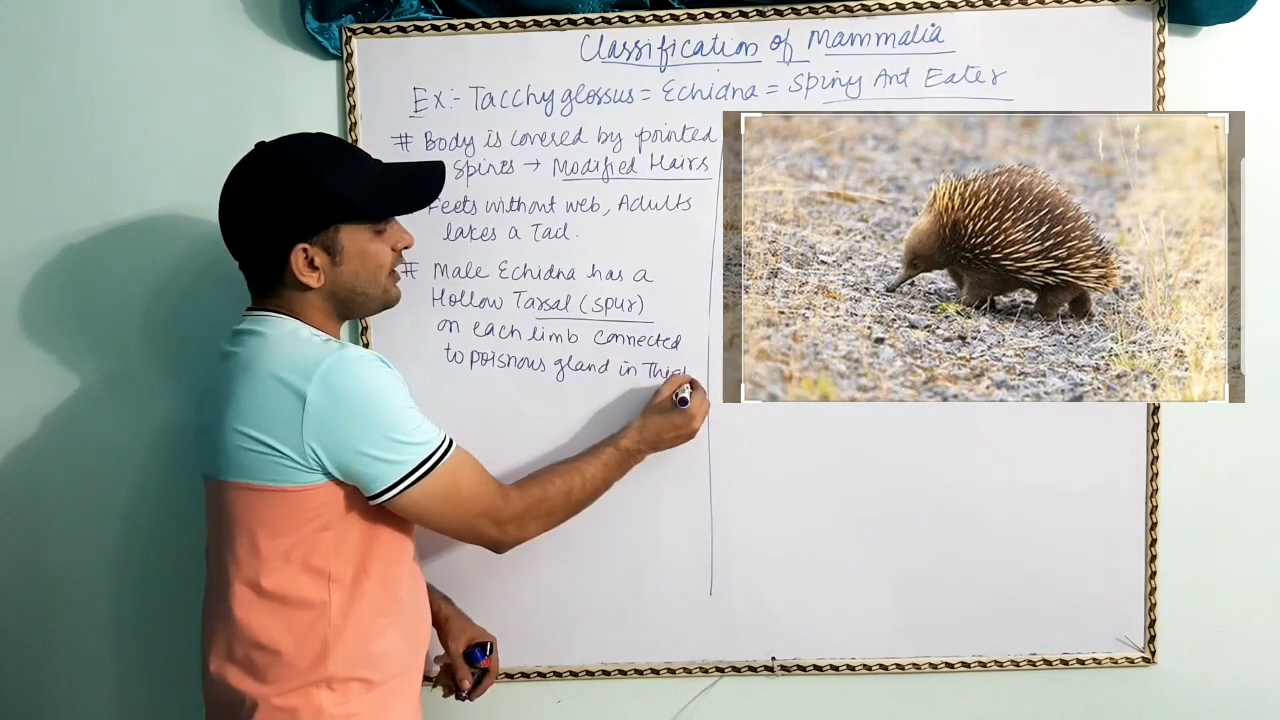 Classification of Mammalia
Ex:- Tacchyglossus = Echidna = Spiny Ant Eater
# Body is covered by pointed
Spines → Modified Hairs
Feets without web, Adults
lakes a Tail.
# Male Echidna has a
Hollow Tarsal (spur)
on each limb connected
to poisnous gland in Thigh